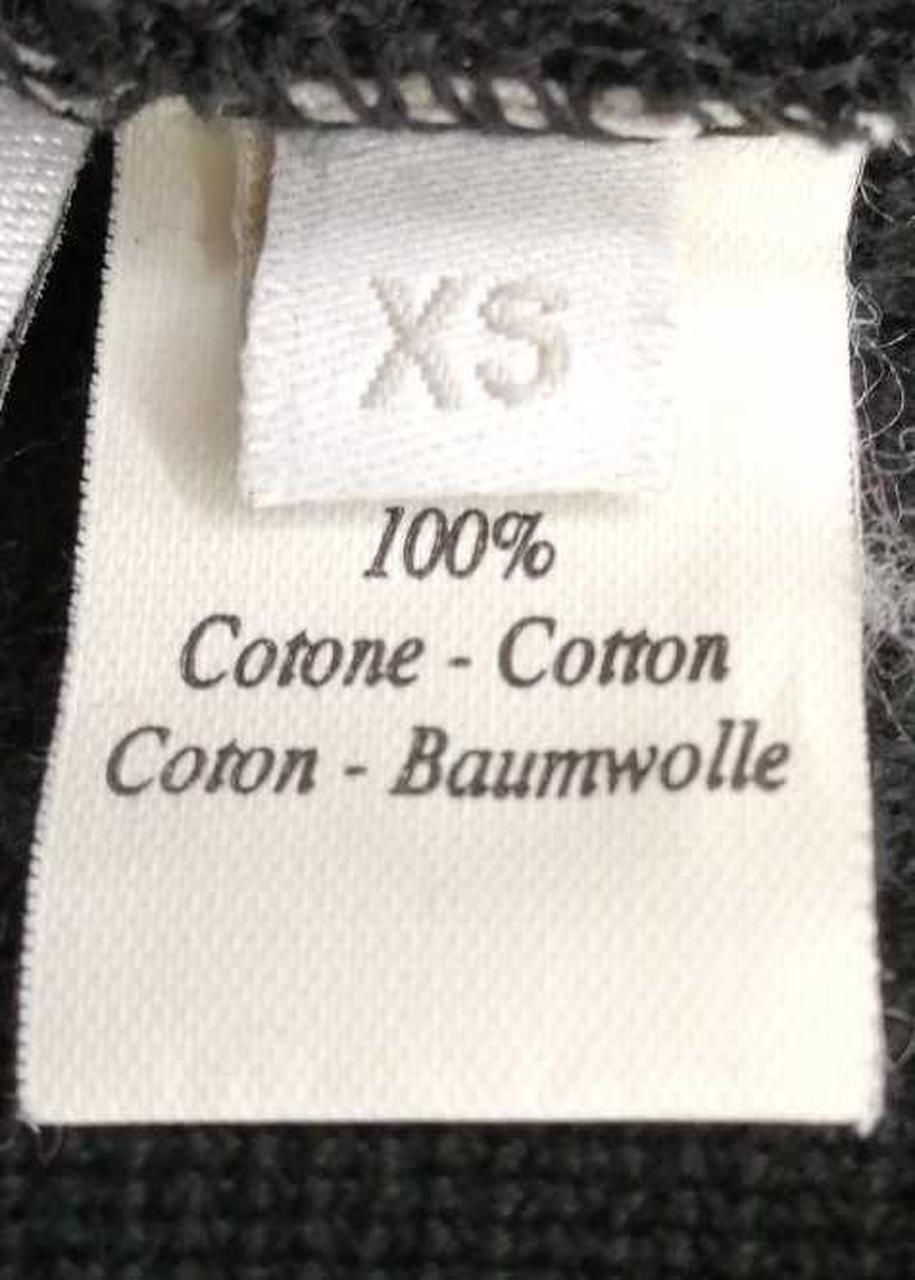 XS
100%
Cotone - Cotton
Coton - Baumwolle